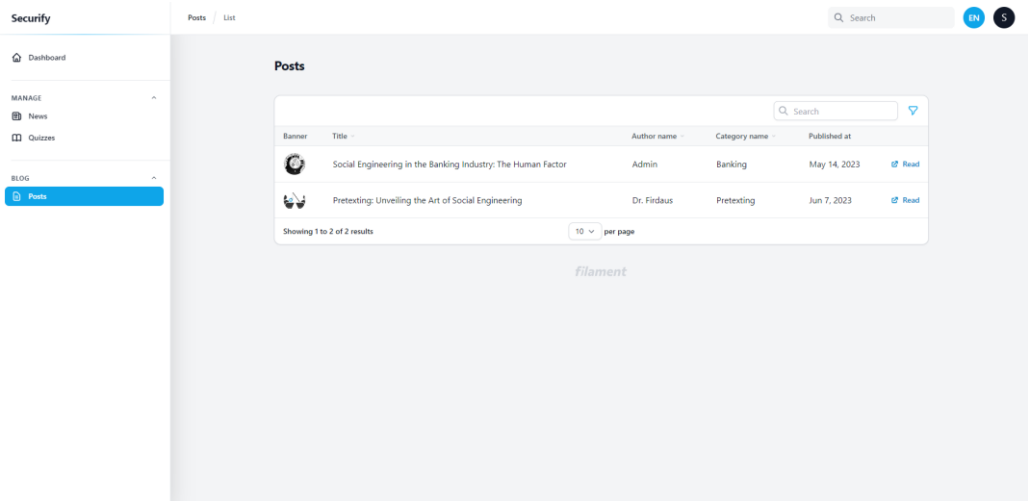 Securify
Posts / List
Search
EN
S
Dashboard
MANAGE
News
Quizzes
BLOG
Posts
Posts
Search
Banner Title Author name Category name Published at
Social Engineering in the Banking Industry: The Human Factor Admin Banking May 14, 2023 Read
Pretexting: Unveiling the Art of Social Engineering Dr. Firdaus Pretexting Jun 7, 2023 Read
Showing 1 to 2 of 2 results 10 per page
filament